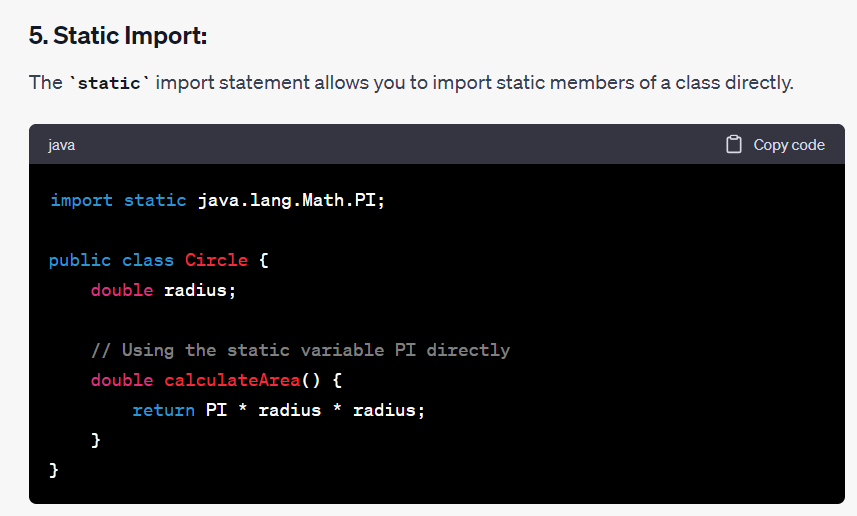 5. Static Import:
The `static` import statement allows you to import static members of a class directly.
java
Copy code
import static java.lang.Math.PI;
public class Circle {
    double radius;
    // Using the static variable PI directly
    double calculateArea() {
        return PI * radius * radius;
    }
}